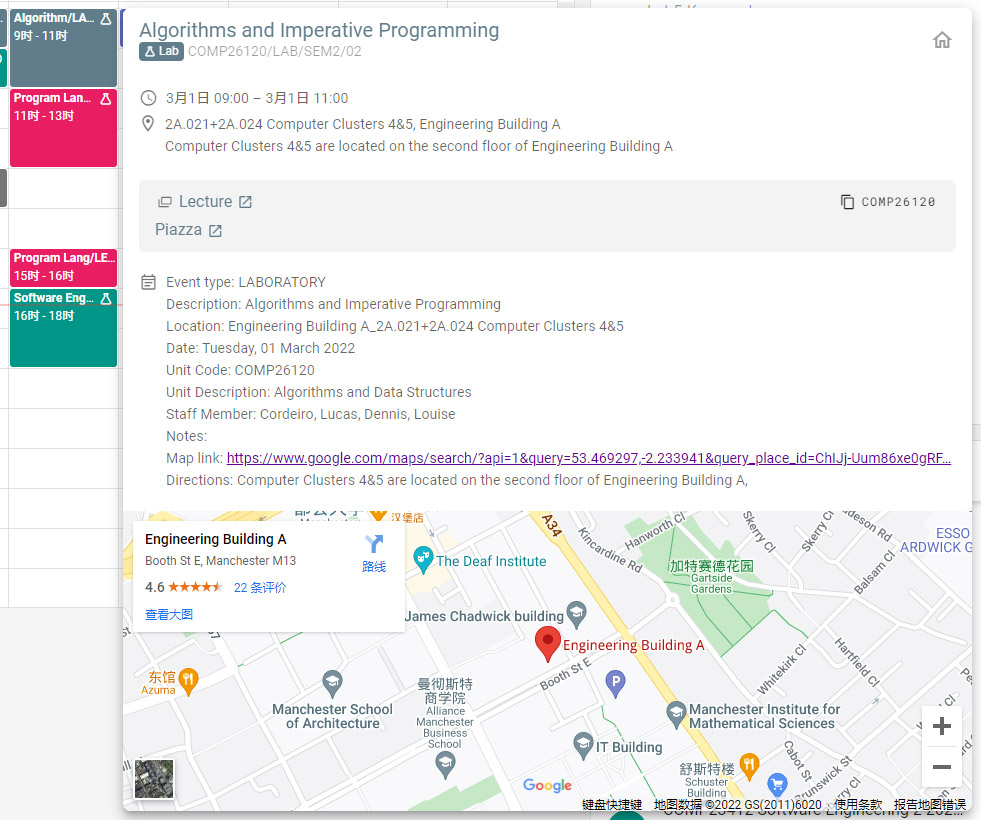 Algorithm/LA...
9时 - 11时
Program Lan...
11时 - 13时
Program Lang/LE...
15时 - 16时
Software Eng...
16时 - 18时
Algorithms and Imperative Programming
Lab COMP26120/LAB/SEM2/02
3月1日 09:00 – 3月1日 11:00
2A.021+2A.024 Computer Clusters 4&5, Engineering Building A
Computer Clusters 4&5 are located on the second floor of Engineering Building A
Lecture
COMP26120
Piazza
Event type: LABORATORY
Description: Algorithms and Imperative Programming
Location: Engineering Building A_2A.021+2A.024 Computer Clusters 4&5
Date: Tuesday, 01 March 2022
Unit Code: COMP26120
Unit Description: Algorithms and Data Structures
Staff Member: Cordeiro, Lucas, Dennis, Louise
Notes:
Map link: https://www.google.com/maps/search/?api=1&query=53.469297,-2.233941&query_place_id=ChIJj-Uum86xe0gRF...
Directions: Computer Clusters 4&5 are located on the second floor of Engineering Building A,
Engineering Building A
Booth St E, Manchester M13
路线
4.6 22 条评价
查看大图
汉堡店
A34
Kincardine Rd
Hanworth Cl
Skerry Cl
Skerry Cl
Balsam Cl
ESSO
ARDWICK G
The Deaf Institute
加特赛德花园
Gartside
Gardens
James Chadwick building
Engineering Building A
Booth St E
Whitekirk Cl
Hartfield Cl
东馆
Azuma
Manchester School
of Architecture
曼彻斯特
商学院
Alliance
Manchester
Business
School
P
Manchester Institute for
Mathematical Sciences
IT Building
舒斯特楼
Schuster
Building
Cabot St
Brunswick St
Google
键盘快捷键
地图数据 ©2022 GS(2011)6020
使用条款
报告地图错误